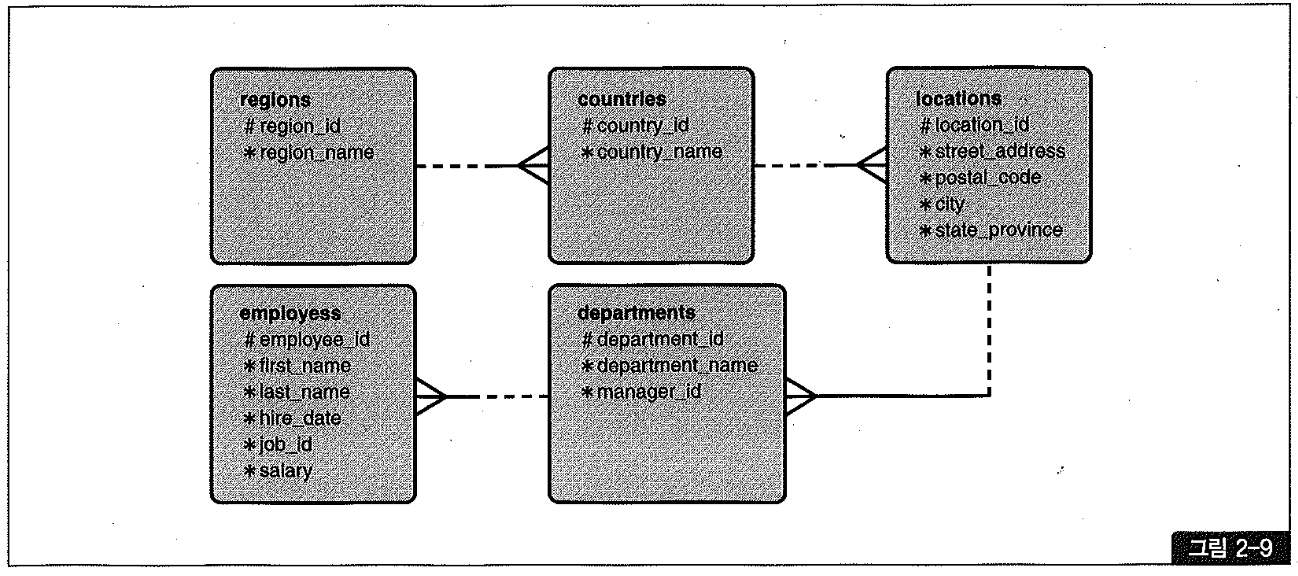 regions
# region_id
* region_name
countries
# country_id
* country_name
locations
# location_id
* street_address
* postal_code
* city
* state_province
employess
# employee_id
* first_name
* last_name
* hire_date
* job_id
* salary
departments
# department_id
* department_name
* manager_id
그림 2-9